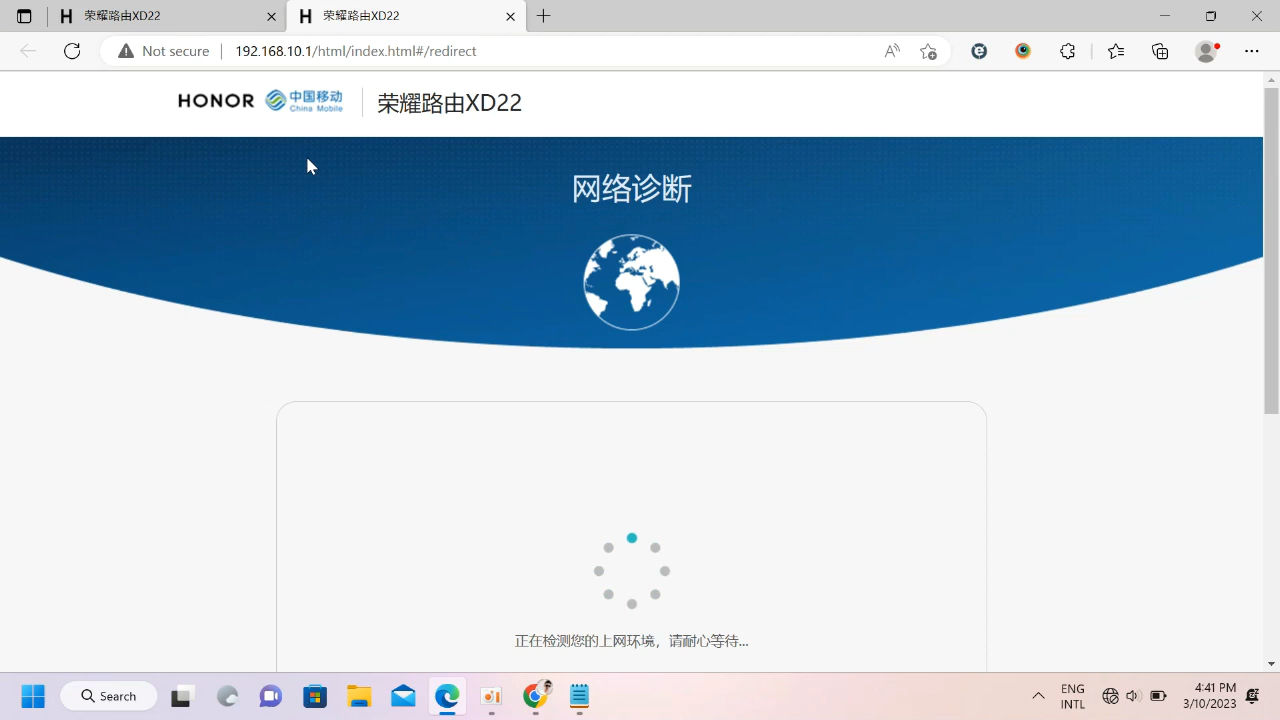 荣耀路由XD22
荣耀路由XD22
Not secure
192.168.10.1/html/index.html#/redirect
HONOR
中国移动
China Mobile
荣耀路由XD22
网络诊断
正在检测您的上网环境，请耐心等待...
Search
ENG
INTL
4:41 PM
3/10/2023